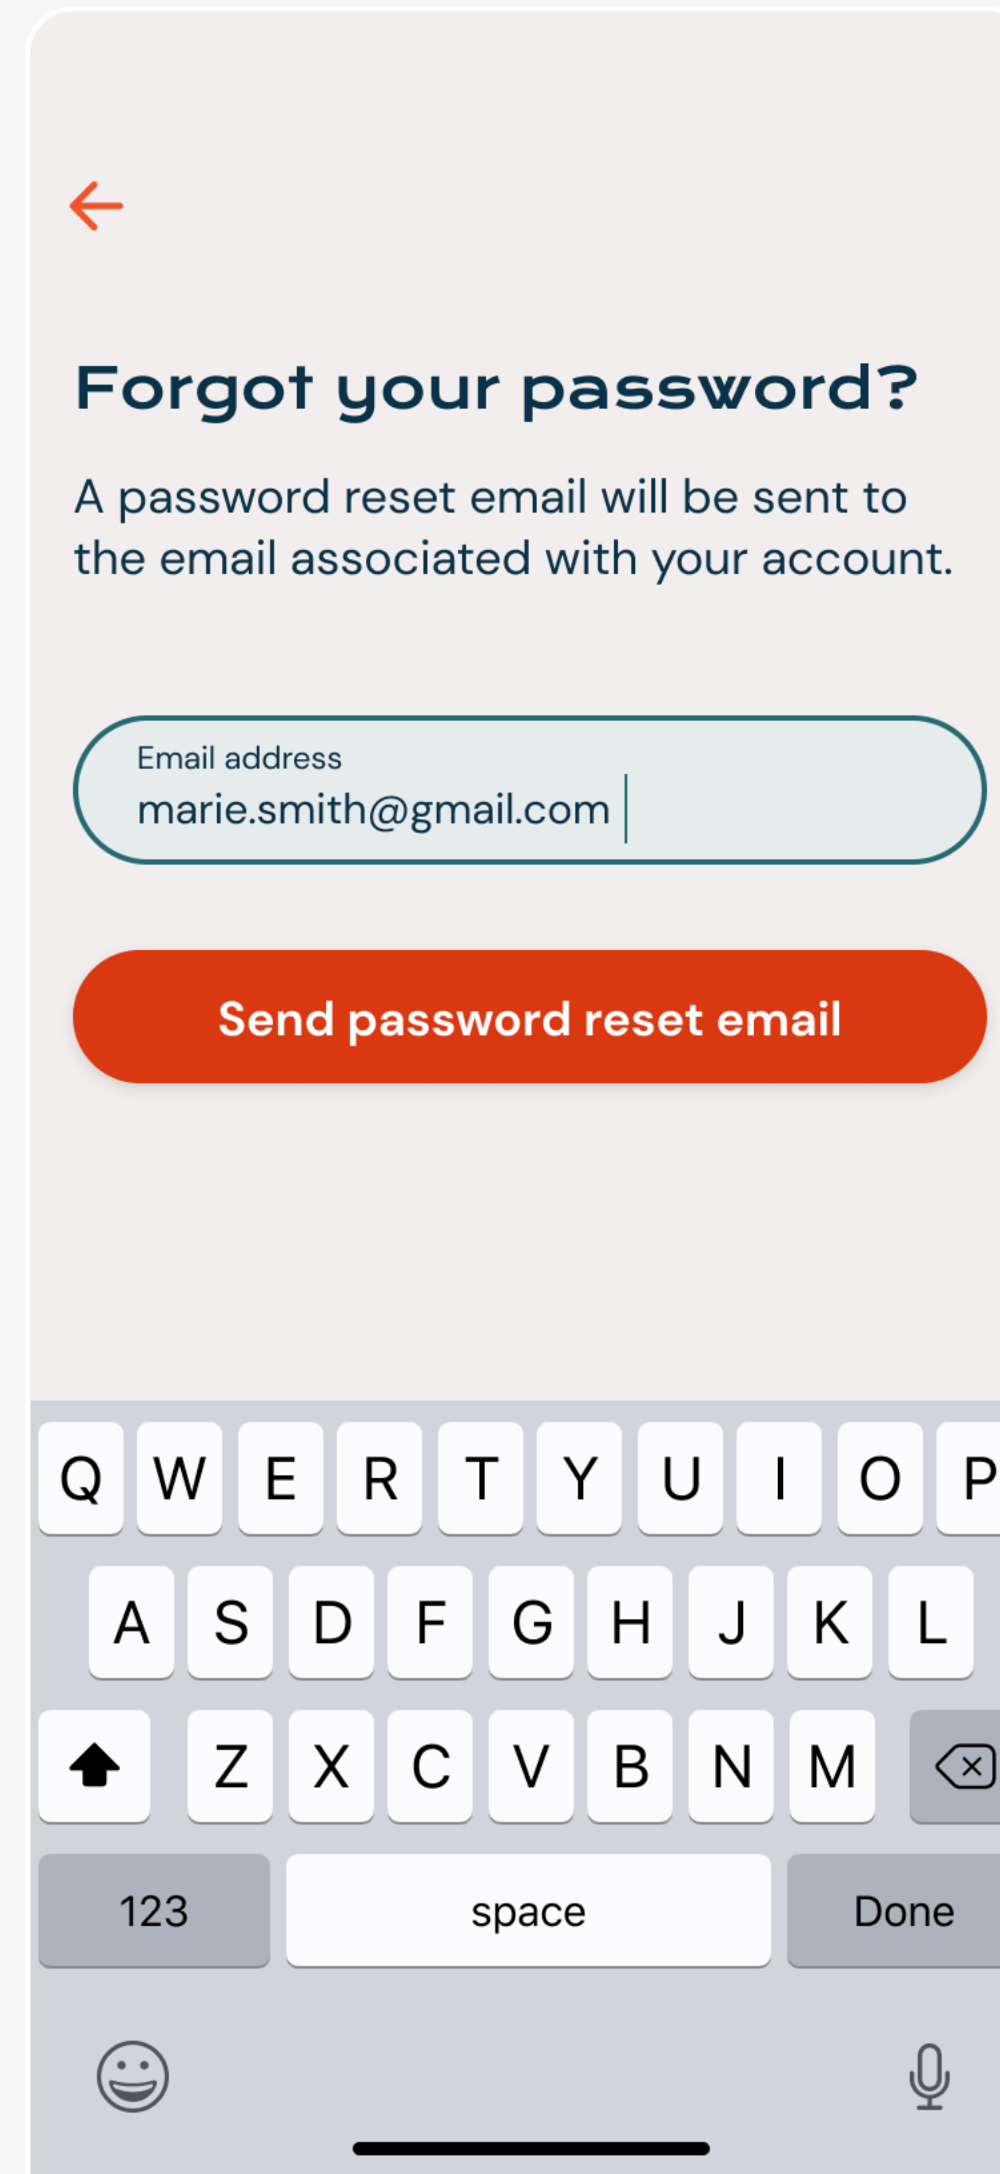 Forgot your password?
A password reset email will be sent to
the email associated with your account.
Email address
marie.smith@gmail.com
Send password reset email
Q W E R T Y U I O P
A S D F G H J K L
Z X C V B N M
123 space Done